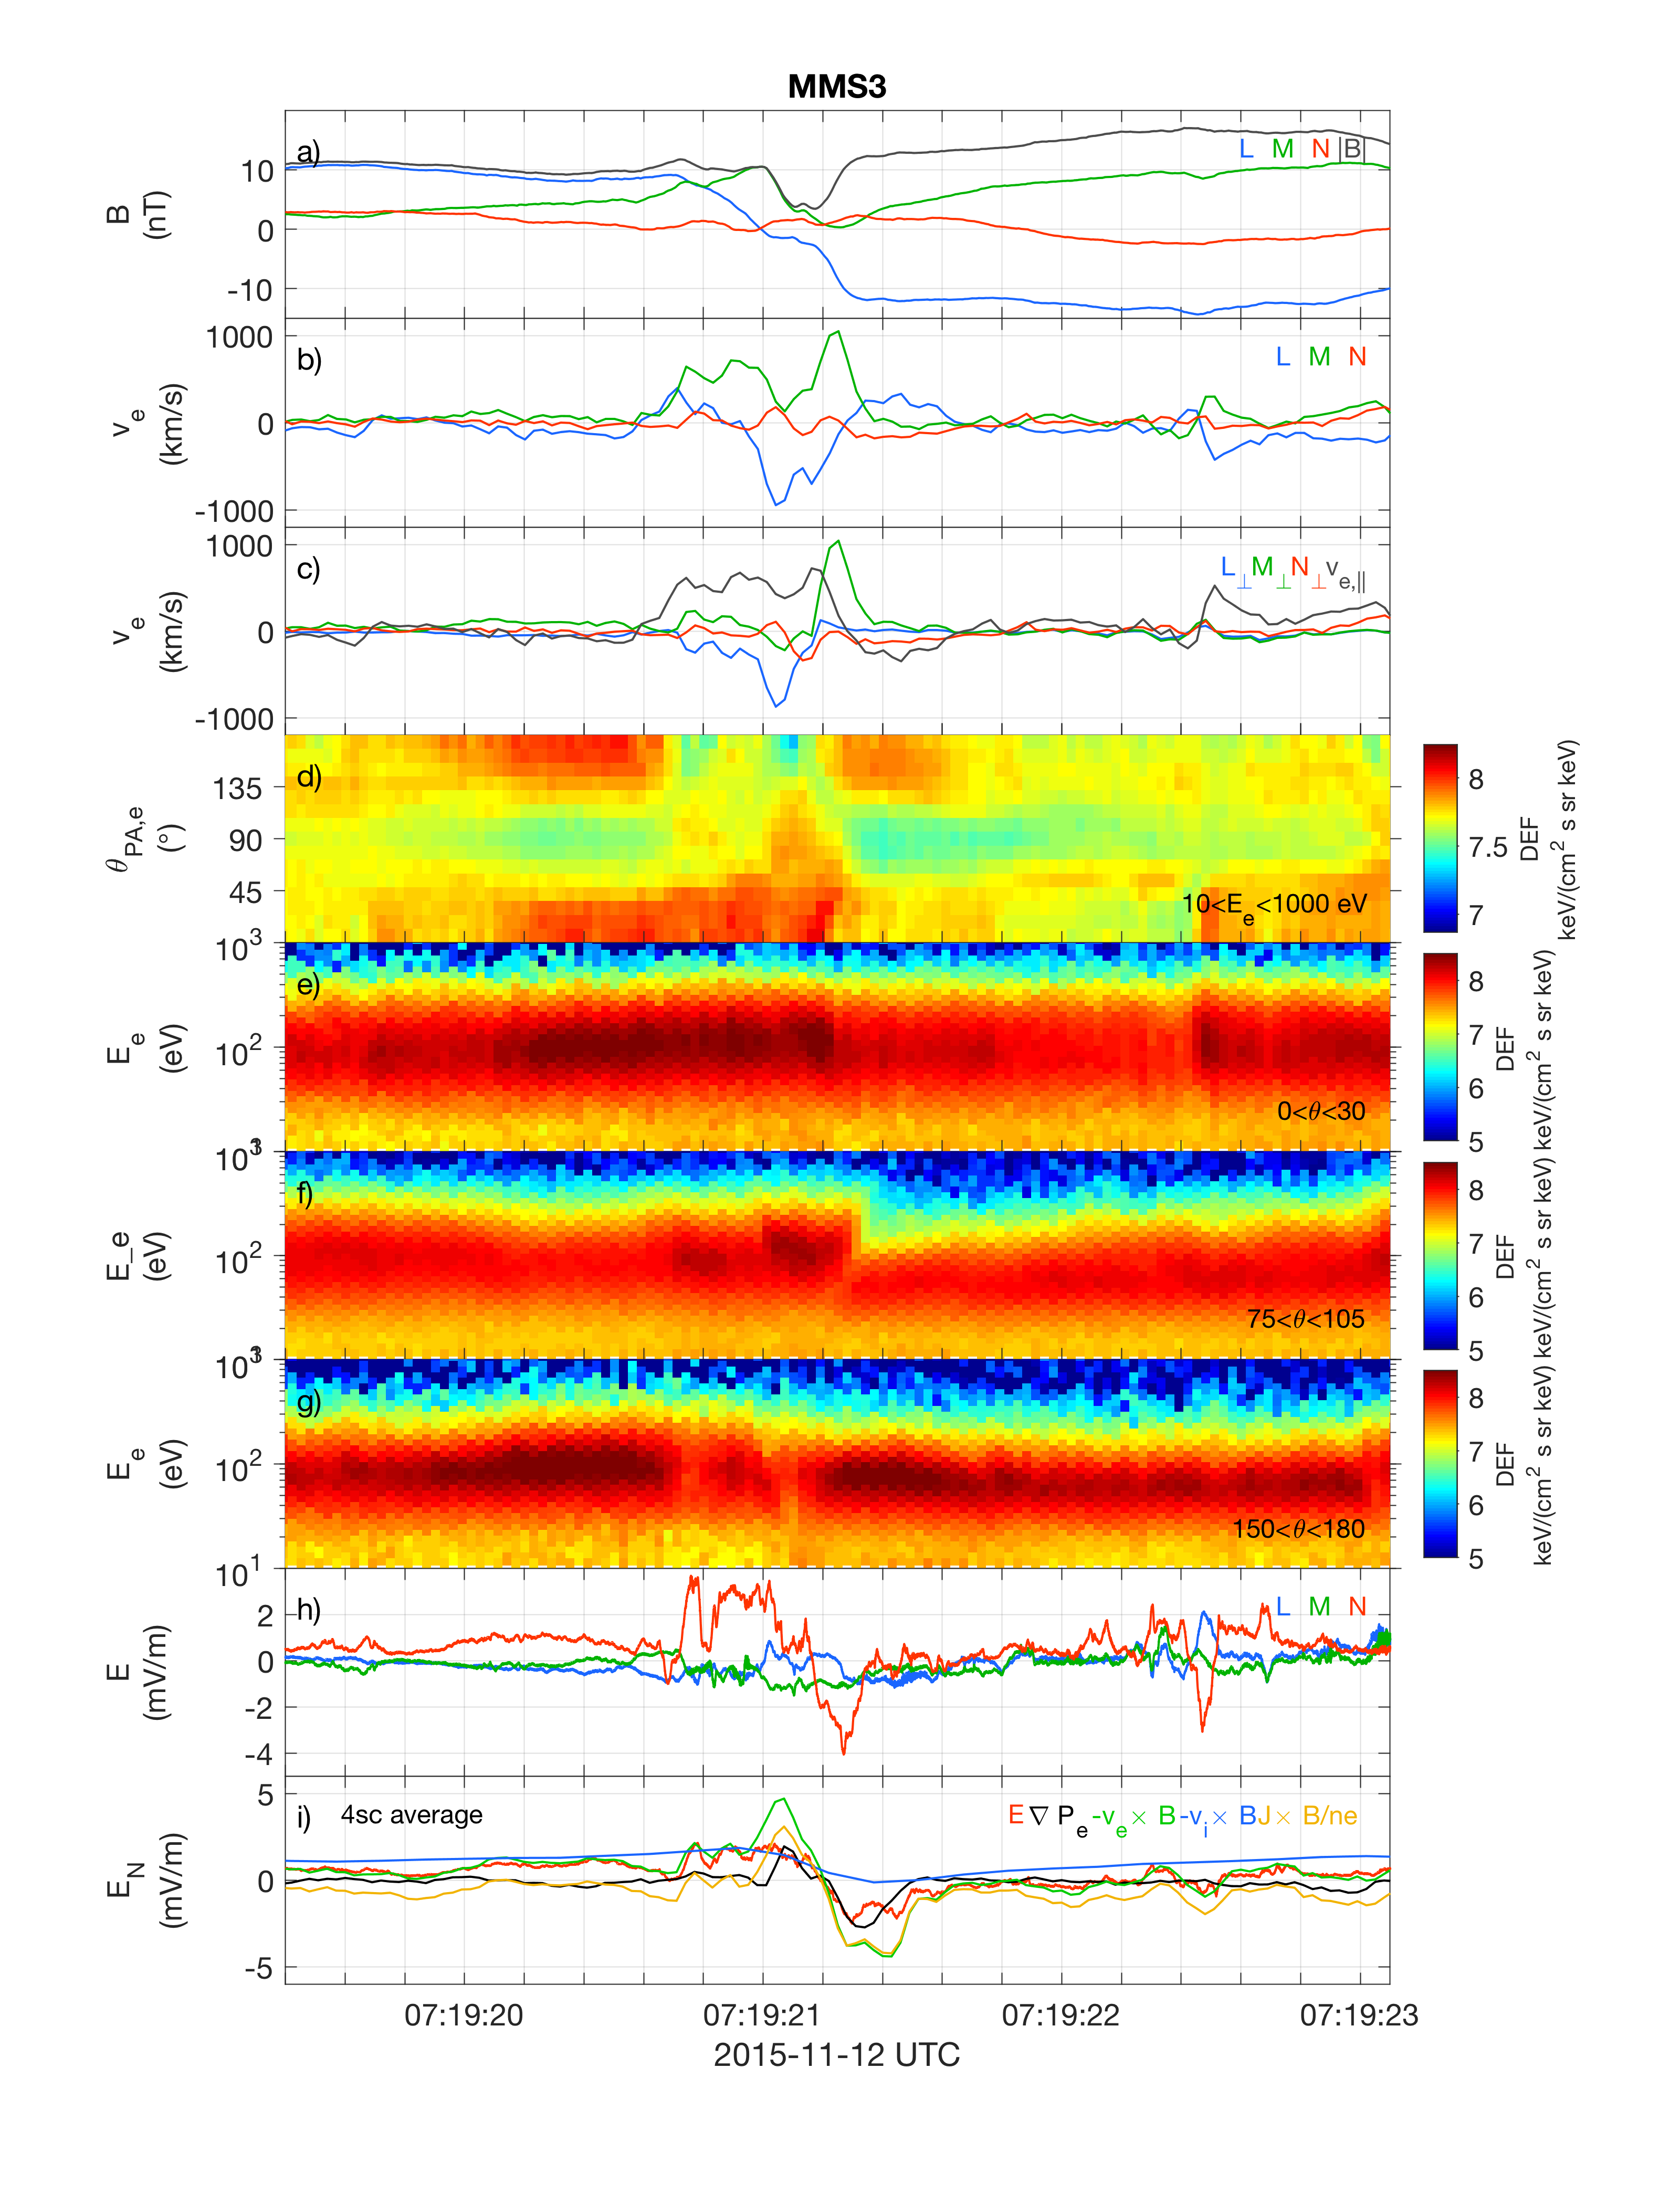 MMS3
a)
L M N |B|
10
0
-10
B
(nT)
b)
L M N
1000
0
-1000
v_e
(km/s)
c)
L_⊥ M_⊥ N_⊥ v_e,||
1000
0
-1000
v_e
(km/s)
d)
135
90
45
θ_PA,e
(°)
10<E_e<1000 eV
8
7.5
7
DEF
keV/(cm² s sr keV)
e)
10³
10²
E_e
(eV)
0<θ<30
8
7
6
5
DEF
keV/(cm² s sr keV)
f)
10³
10²
E_e
(eV)
75<θ<105
8
7
6
5
DEF
keV/(cm² s sr keV)
g)
10³
10²
10¹
E_e
(eV)
150<θ<180
8
7
6
5
DEF
keV/(cm² s sr keV)
h)
L M N
2
0
-2
-4
E
(mV/m)
i)
4sc average
E ∇ P_e -v_e × B -v_i × B J × B/ne
5
0
-5
E_N
(mV/m)
07:19:20 07:19:21 07:19:22 07:19:23
2015-11-12 UTC